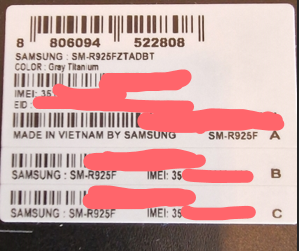 8 806094 522808
SAMSUNG : SM-R925FZTADBT
COLOR : Gray Titanium
IMEI: 35
EID :
MADE IN VIETNAM BY SAMSUNG SM-R925F A
SAMSUNG : SM-R925F IMEI: 35 B
SAMSUNG : SM-R925F IMEI: 35 C